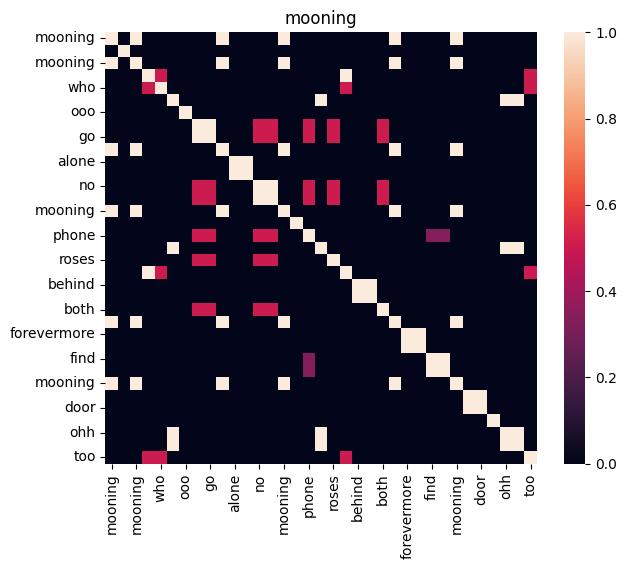 mooning
mooning
mooning
who
ooo
go
alone
no
mooning
phone
roses
behind
both
forevermore
find
mooning
door
ohh
too
1.0
0.8
0.6
0.4
0.2
0.0
mooning
mooning
who
ooo
go
alone
no
mooning
phone
roses
behind
both
forevermore
find
mooning
door
ohh
too